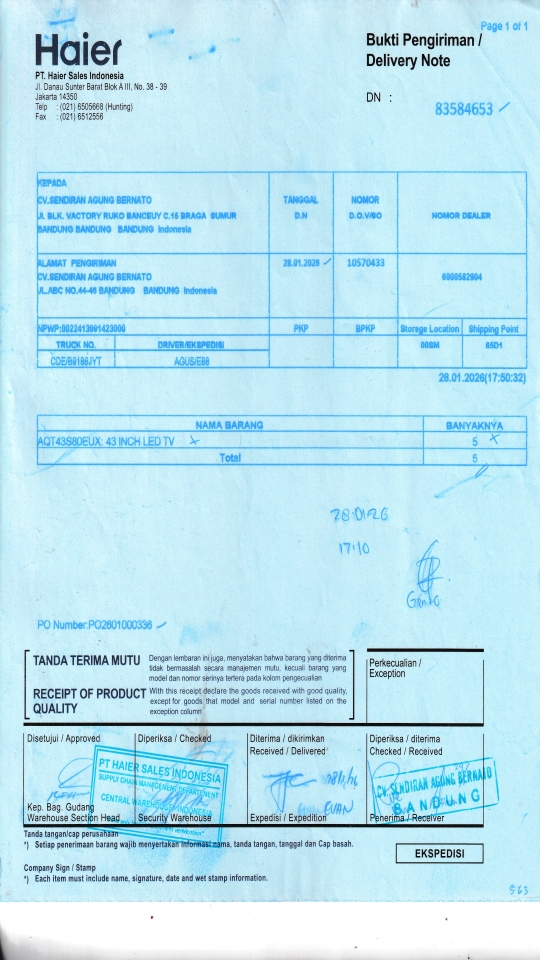 Page 1 of 1
Haier
Bukti Pengiriman /
Delivery Note
PT. Haier Sales Indonesia
Jl. Danau Sunter Barat Blok A III, No. 38 - 39
Jakarta 14350
Telp : (021) 6505668 (Hunting)
Fax : (021) 6512556
DN :
83584653
KEPADA
CV.SENDIRAN AGUNG BERNATO
JL. BLK. VACTORY RUKO BANCEUY C.15 BRAGA SUMUR
BANDUNG BANDUNG BANDUNG Indonesia
TANGGAL
D.N
NOMOR
D.O.V/SO
NOMOR DEALER
ALAMAT PENGIRIMAN
CV.SENDIRAN AGUNG BERNATO
JL.ABC NO.44-46 BANDUNG BANDUNG Indonesia
28.01.2026
10570433
NPWP:0022413991423000
PKP
BPKP
Storege Location
Shipping Point
TRUCK NO.
DRIVER/EKSPEDISI
AGUS/E68
28.01.2026(17:50:32)
NAMA BARANG
BANYAKNYA
AQT43S80EUX: 43 INCH LED TV
5
Total
5
28-01-26
17:10
PO Number:PO2601000336
TANDA TERIMA MUTU
Dengan lembaran ini juga, menyatakan bahwa barang yang diterima
tidak bermasalah secara manajemen mutu, kecuali barang yang
model dan nomor serinya tertera pada kolom pengecualian
RECEIPT OF PRODUCT
QUALITY
With this receipt declare the goods received with good quality,
except for goods that model and serial number listed on the
exception column
Perkecualian /
Exception
Disetujui / Approved
Diperiksa / Checked
Diterima / dikirimkan
Received / Delivered
Diperiksa / diterima
Checked / Received
PT HAIER SALES INDONESIA
SUPPLY CHAIN MANAGEMENT DEPARTMENT
CENTRAL WAREHOUSE INDONESIA
CV. SENDIRAN AGUNG BERNATO
BANDUNG
EVAN
Kep. Bag. Gudang
Warehouse Section Head
Security Warehouse
Expedisi / Expedition
Penerima / Receiver
Tanda tangan/cap perusahaan
*) Setiap penerimaan barang wajib menyertakan informasi nama, tanda tangan, tanggal dan Cap basah.
EKSPEDISI
Company Sign / Stamp
*) Each item must include name, signature, date and wet stamp information.
563